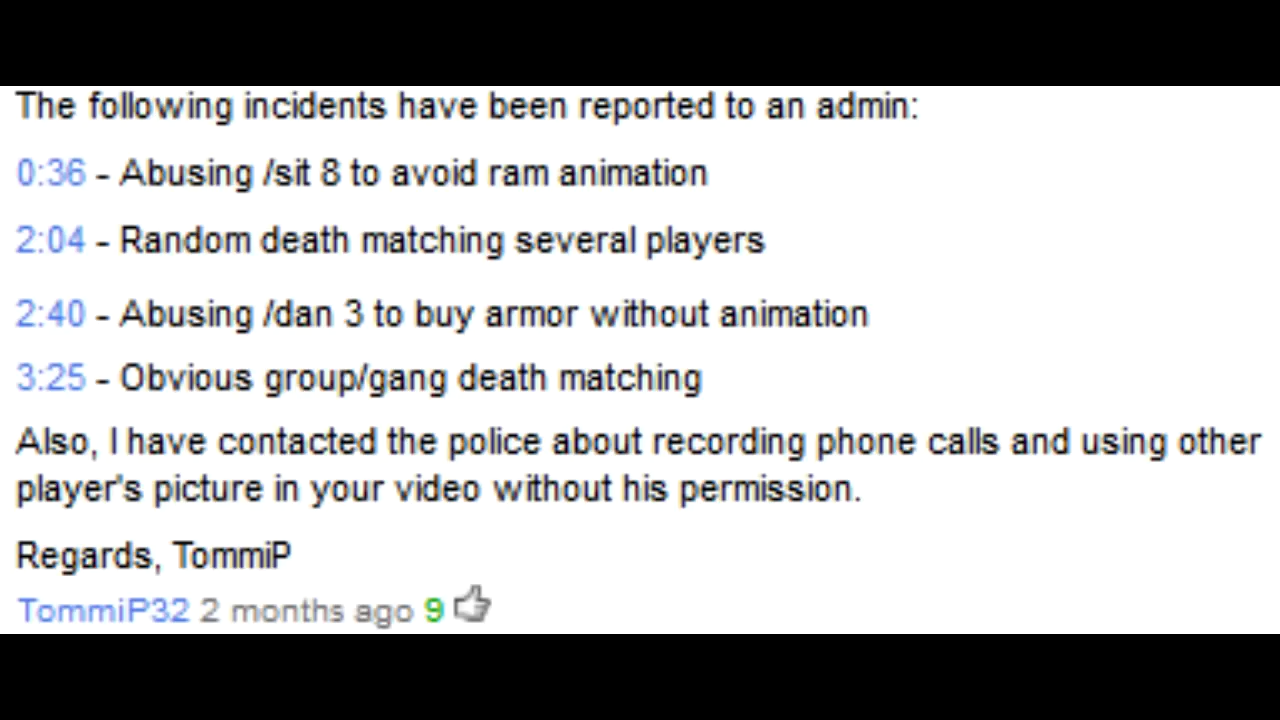 The following incidents have been reported to an admin:
0:36 - Abusing /sit 8 to avoid ram animation
2:04 - Random death matching several players
2:40 - Abusing /dan 3 to buy armor without animation
3:25 - Obvious group/gang death matching
Also, I have contacted the police about recording phone calls and using other
player's picture in your video without his permission.
Regards, TommiP
TommiP32 2 months ago 9